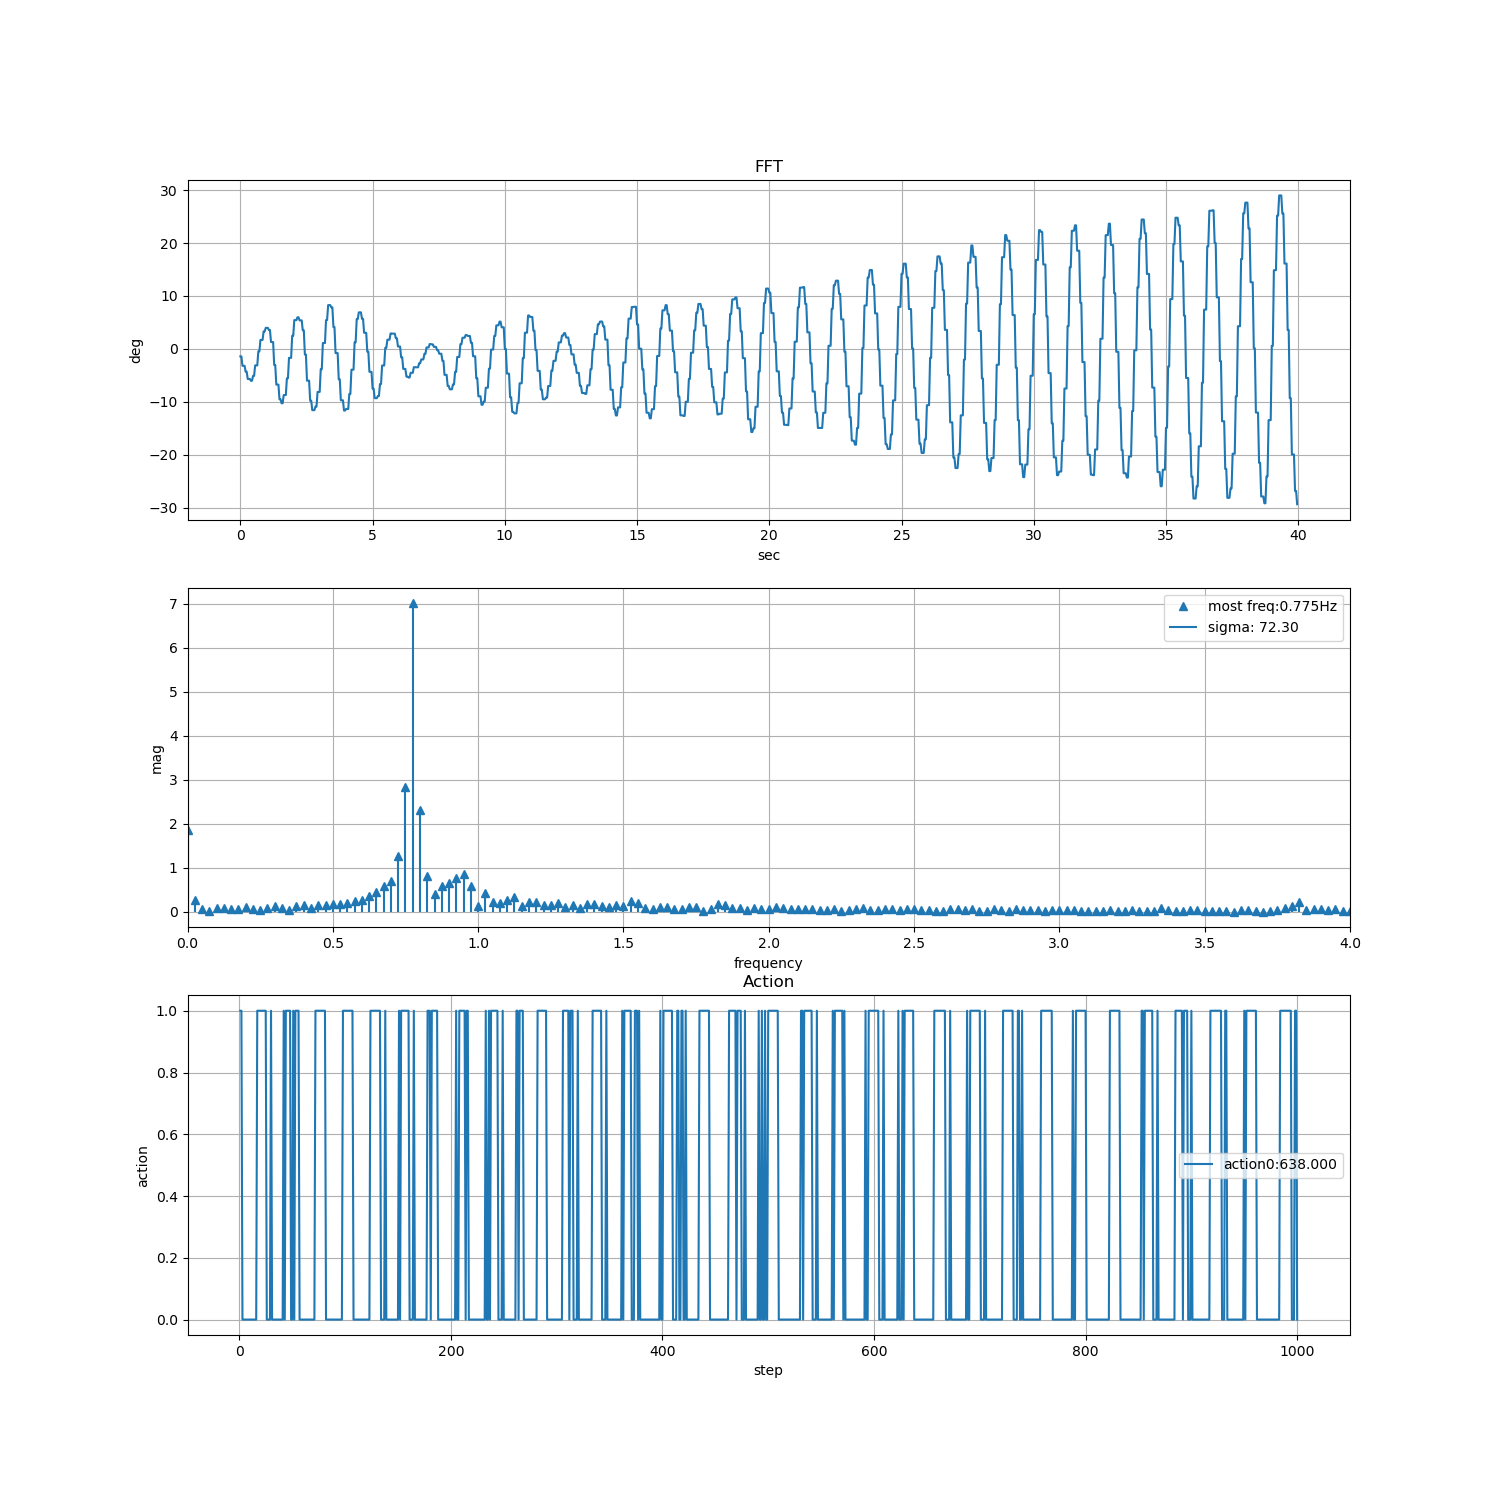 FFT
30
20
10
0
−10
−20
−30
deg
0 5 10 15 20 25 30 35 40
sec
7
6
5
4
3
2
1
0
mag
most freq:0.775Hz
sigma: 72.30
0.0 0.5 1.0 1.5 2.0 2.5 3.0 3.5 4.0
frequency
Action
1.0
0.8
0.6
0.4
0.2
0.0
action
action0:638.000
0 200 400 600 800 1000
step